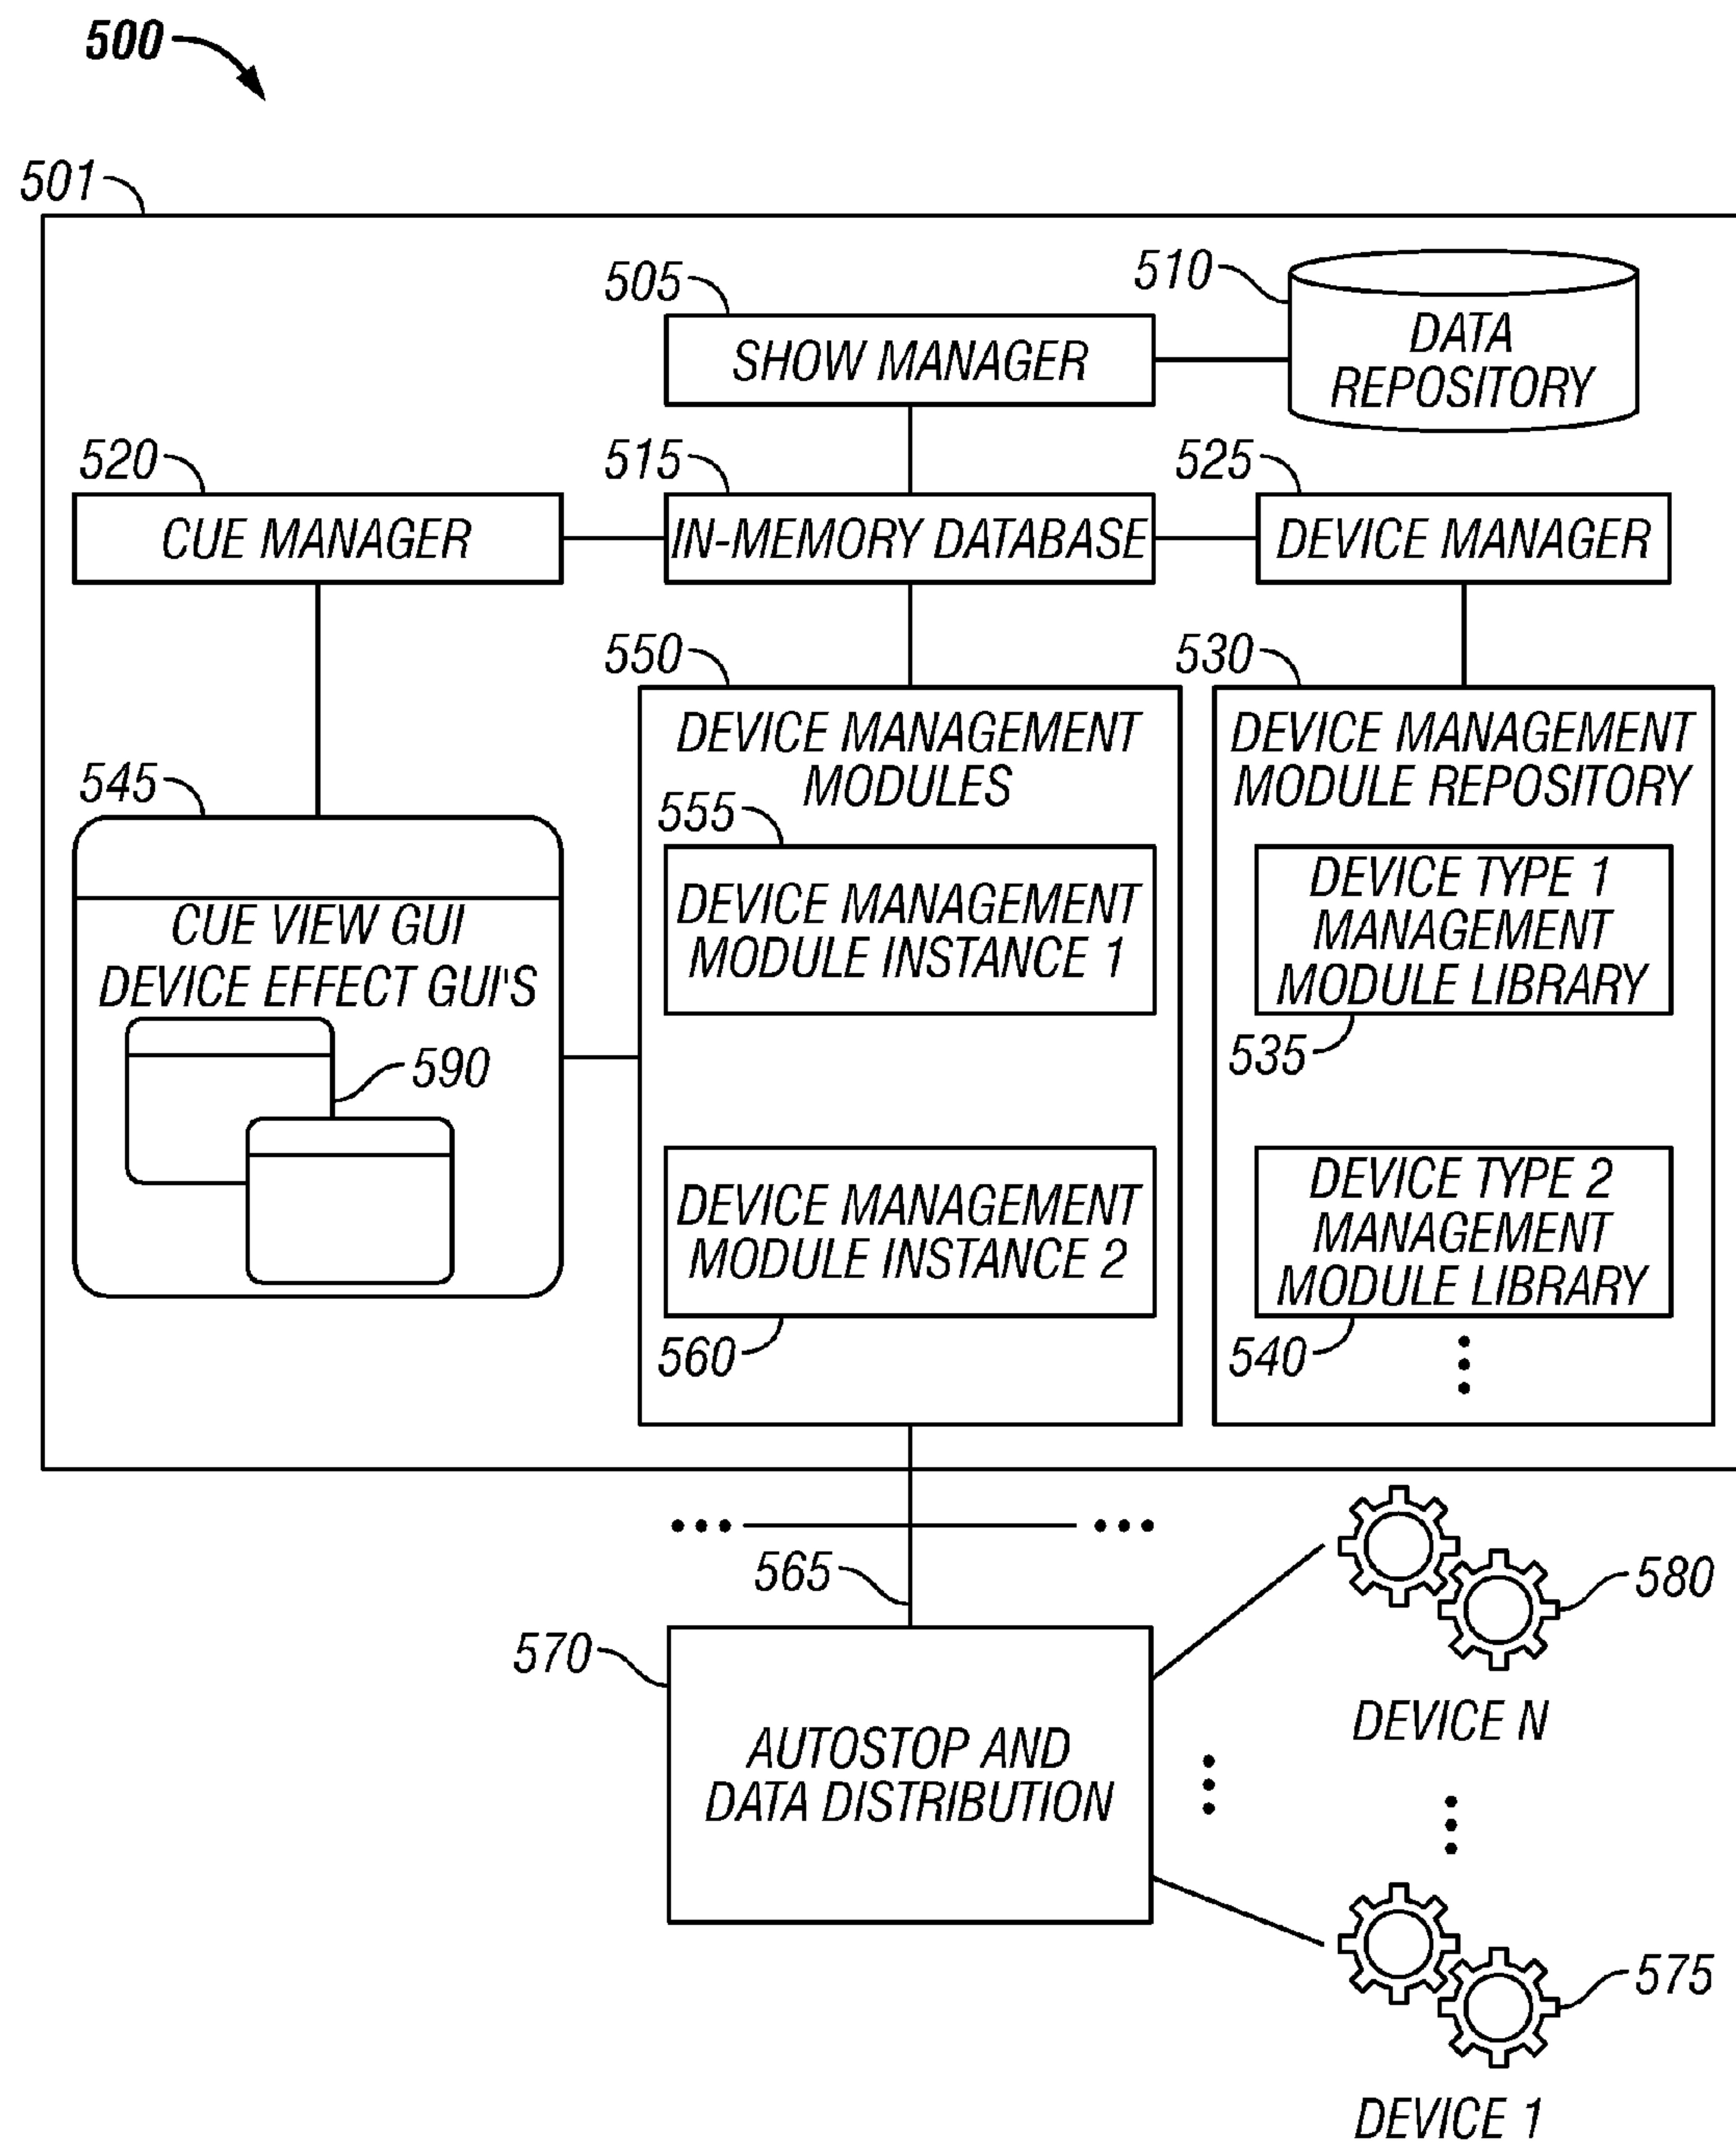 500
501
505
510
SHOW MANAGER
DATA
REPOSITORY
520
515
525
CUE MANAGER
IN-MEMORY DATABASE
DEVICE MANAGER
550
530
DEVICE MANAGEMENT
MODULES
DEVICE MANAGEMENT
MODULE REPOSITORY
545
555
CUE VIEW GUI
DEVICE EFFECT GUI'S
590
DEVICE MANAGEMENT
MODULE INSTANCE 1
DEVICE TYPE 1
MANAGEMENT
MODULE LIBRARY
535
DEVICE MANAGEMENT
MODULE INSTANCE 2
560
DEVICE TYPE 2
MANAGEMENT
MODULE LIBRARY
540
565
580
570
AUTOSTOP AND
DATA DISTRIBUTION
DEVICE N
575
DEVICE 1